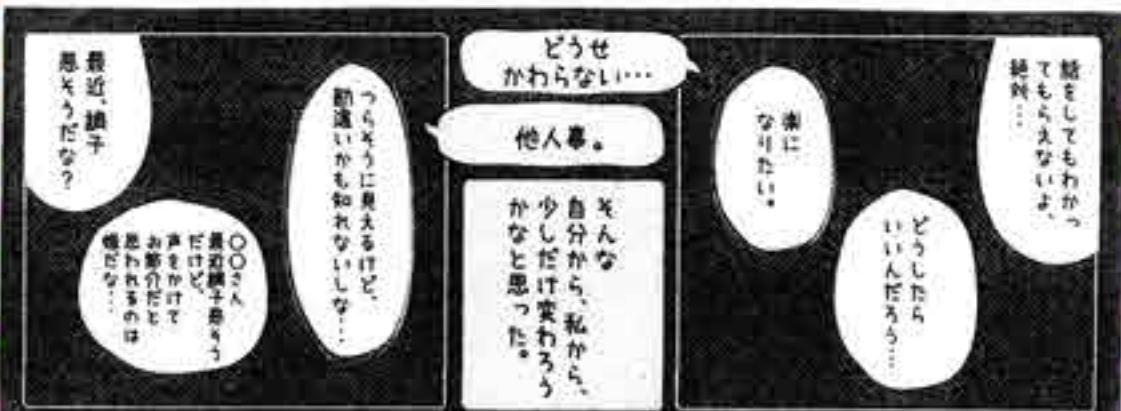 話をしてもわかっ
てもらえないよ、
絶対…
楽に
なりたい。
どうしたら
いいんだろう…
どうせ
かわらない…
他人事。
そんな
自分から、私から、
少しだけ変わろう
かなと思った。
つらそうに見えるけど、
勘違いかも知れないしな…
最近、調子
悪そうだな?
〇〇さん
最近調子悪そう
だけど、
声をかけて
お節介だと
思われるのは
嫌だな…